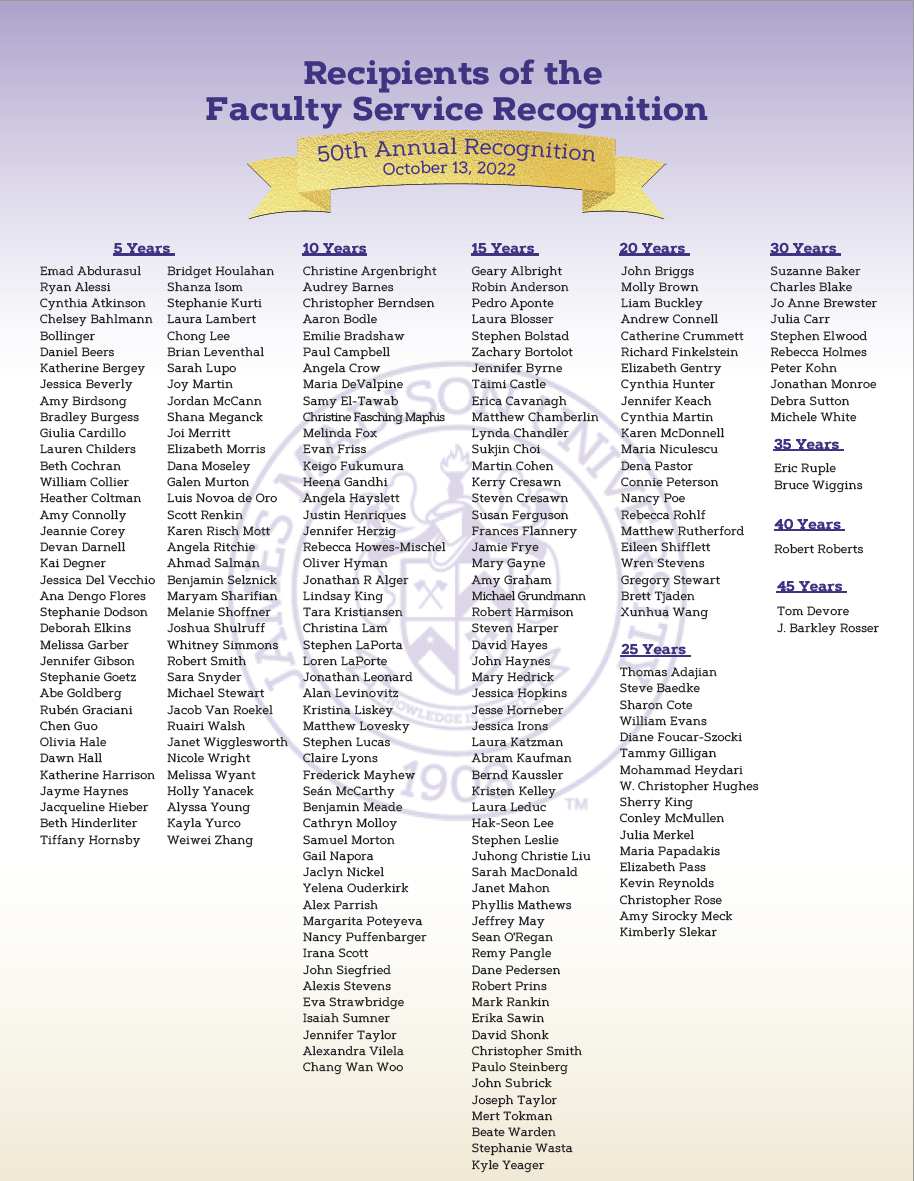 Recipients of the
Faculty Service Recognition
50th Annual Recognition
October 13, 2022
5 Years
Emad Abdurasul
Ryan Alessi
Cynthia Atkinson
Chelsey Bahlmann
Bollinger
Daniel Beers
Katherine Bergey
Jessica Beverly
Amy Birdsong
Bradley Burgess
Giulia Cardillo
Lauren Childers
Beth Cochran
William Collier
Heather Coltman
Amy Connolly
Jeannie Corey
Devan Darnell
Kai Degner
Jessica Del Vecchio
Ana Dengo Flores
Stephanie Dodson
Deborah Elkins
Melissa Garber
Jennifer Gibson
Stephanie Goetz
Abe Goldberg
Rubén Graciani
Chen Guo
Olivia Hale
Dawn Hall
Katherine Harrison
Jayme Haynes
Jacqueline Hieber
Beth Hinderliter
Tiffany Hornsby
Bridget Houlahan
Shanza Isom
Stephanie Kurti
Laura Lambert
Chong Lee
Brian Leventhal
Sarah Lupo
Joy Martin
Jordan McCann
Shana Meganck
Joi Merritt
Elizabeth Morris
Dana Moseley
Galen Murton
Luis Novoa de Oro
Scott Renkin
Karen Risch Mott
Angela Ritchie
Ahmad Salman
Benjamin Selznick
Maryam Sharifian
Melanie Shoffner
Joshua Shulruff
Whitney Simmons
Robert Smith
Sara Snyder
Michael Stewart
Jacob Van Roekel
Ruairi Walsh
Janet Wigglesworth
Nicole Wright
Melissa Wyant
Holly Yanacek
Alyssa Young
Kayla Yurco
Weiwei Zhang
10 Years
Christine Argenbright
Audrey Barnes
Christopher Berndsen
Aaron Bodle
Emilie Bradshaw
Paul Campbell
Angela Crow
Maria DeValpine
Samy El-Tawab
Christine Fasching Maphis
Melinda Fox
Evan Friss
Keigo Fukumura
Heena Gandhi
Angela Hayslett
Justin Henriques
Jennifer Herzig
Rebecca Howes-Mischel
Oliver Hyman
Jonathan R Alger
Lindsay King
Tara Kristiansen
Christina Lam
Stephen LaPorta
Loren LaPorte
Jonathan Leonard
Alan Levinovitz
Kristina Liskey
Matthew Lovesky
Stephen Lucas
Claire Lyons
Frederick Mayhew
Seán McCarthy
Benjamin Meade
Cathryn Molloy
Samuel Morton
Gail Napora
Jaclyn Nickel
Yelena Ouderkirk
Alex Parrish
Margarita Poteyeva
Nancy Puffenbarger
Irana Scott
John Siegfried
Alexis Stevens
Eva Strawbridge
Isaiah Sumner
Jennifer Taylor
Alexandra Vilela
Chang Wan Woo
15 Years
Geary Albright
Robin Anderson
Pedro Aponte
Laura Blosser
Stephen Bolstad
Zachary Bortolot
Jennifer Byrne
Taimi Castle
Erica Cavanagh
Matthew Chamberlin
Lynda Chandler
Sukjin Choi
Martin Cohen
Kerry Cresawn
Steven Cresawn
Susan Ferguson
Frances Flannery
Jamie Frye
Mary Gayne
Amy Graham
Michael Grundmann
Robert Harmison
Steven Harper
David Hayes
John Haynes
Mary Hedrick
Jessica Hopkins
Jesse Horneber
Jessica Irons
Laura Katzman
Abram Kaufman
Bernd Kaussler
Kristen Kelley
Laura Leduc
Hak-Seon Lee
Stephen Leslie
Juhong Christie Liu
Sarah MacDonald
Janet Mahon
Phyllis Mathews
Jeffrey May
Sean O'Regan
Remy Pangle
Dane Pedersen
Robert Prins
Mark Rankin
Erika Sawin
David Shonk
Christopher Smith
Paulo Steinberg
John Subrick
Joseph Taylor
Mert Tokman
Beate Warden
Stephanie Wasta
Kyle Yeager
20 Years
John Briggs
Molly Brown
Liam Buckley
Andrew Connell
Catherine Crummett
Richard Finkelstein
Elizabeth Gentry
Cynthia Hunter
Jennifer Keach
Cynthia Martin
Karen McDonnell
Maria Niculescu
Dena Pastor
Connie Peterson
Nancy Poe
Rebecca Rohlf
Matthew Rutherford
Eileen Shifflett
Wren Stevens
Gregory Stewart
Brett Tjaden
Xunhua Wang
25 Years
Thomas Adajian
Steve Baedke
Sharon Cote
William Evans
Diane Foucar-Szocki
Tammy Gilligan
Mohammad Heydari
W. Christopher Hughes
Sherry King
Conley McMullen
Julia Merkel
Maria Papadakis
Elizabeth Pass
Kevin Reynolds
Christopher Rose
Amy Sirocky Meck
Kimberly Slekar
30 Years
Suzanne Baker
Charles Blake
Jo Anne Brewster
Julia Carr
Stephen Elwood
Rebecca Holmes
Peter Kohn
Jonathan Monroe
Debra Sutton
Michele White
35 Years
Eric Ruple
Bruce Wiggins
40 Years
Robert Roberts
45 Years
Tom Devore
J. Barkley Rosser
JAMES MADISON UNIVERSITY
KNOWLEDGE IS
1908
TM